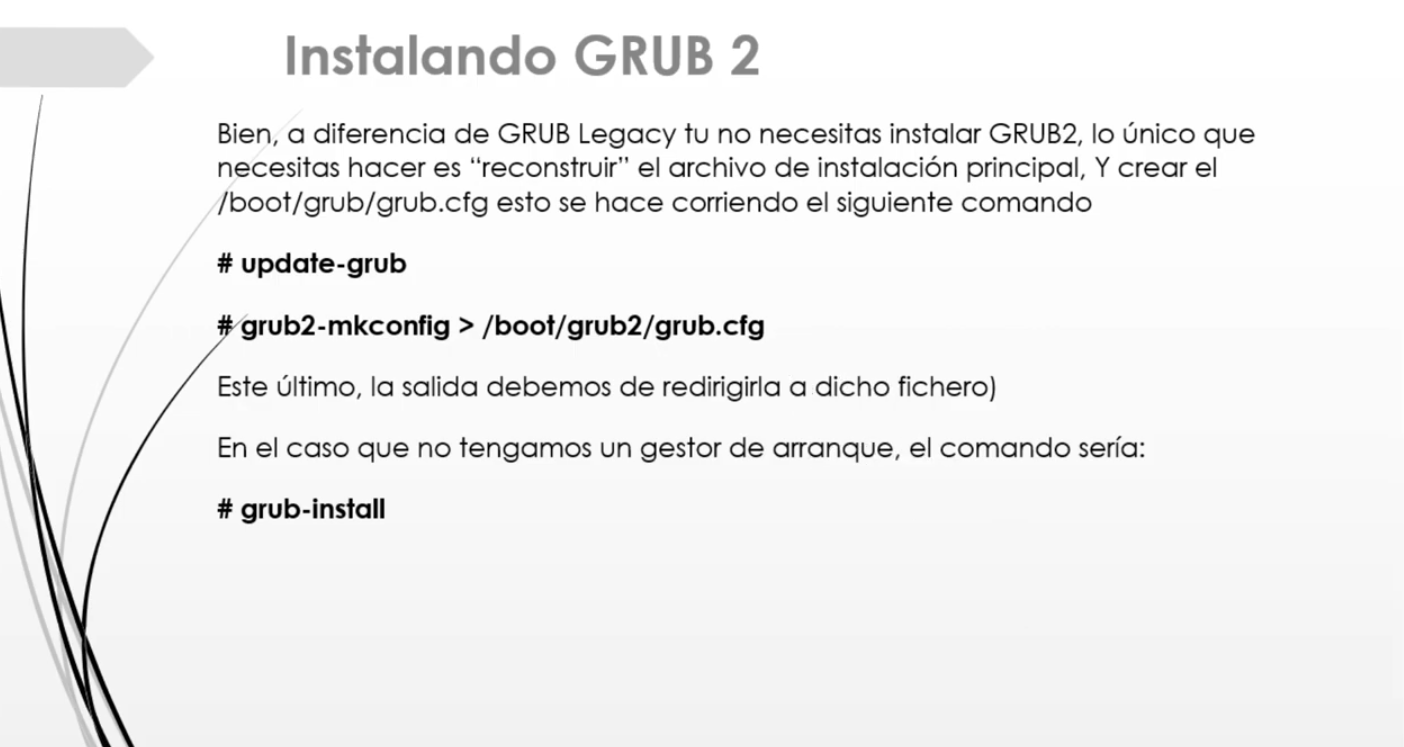 Instalando GRUB 2
Bien, a diferencia de GRUB Legacy tu no necesitas instalar GRUB2, lo único que
necesitas hacer es “reconstruir” el archivo de instalación principal, Y crear el
/boot/grub/grub.cfg esto se hace corriendo el siguiente comando
# update-grub
# grub2-mkconfig > /boot/grub2/grub.cfg
Este último, la salida debemos de redirigirla a dicho fichero)
En el caso que no tengamos un gestor de arranque, el comando sería:
# grub-install